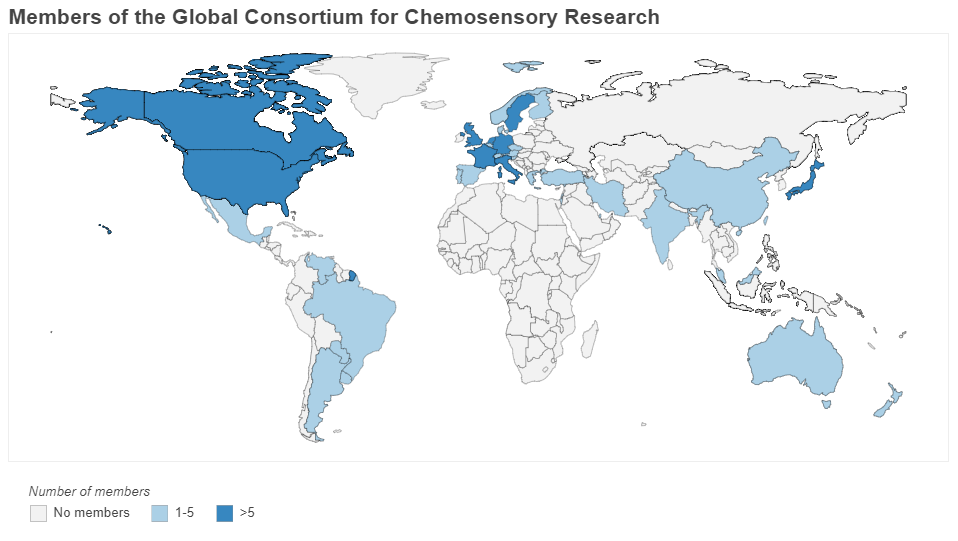 Members of the Global Consortium for Chemosensory Research
Number of members
No members 1-5 >5